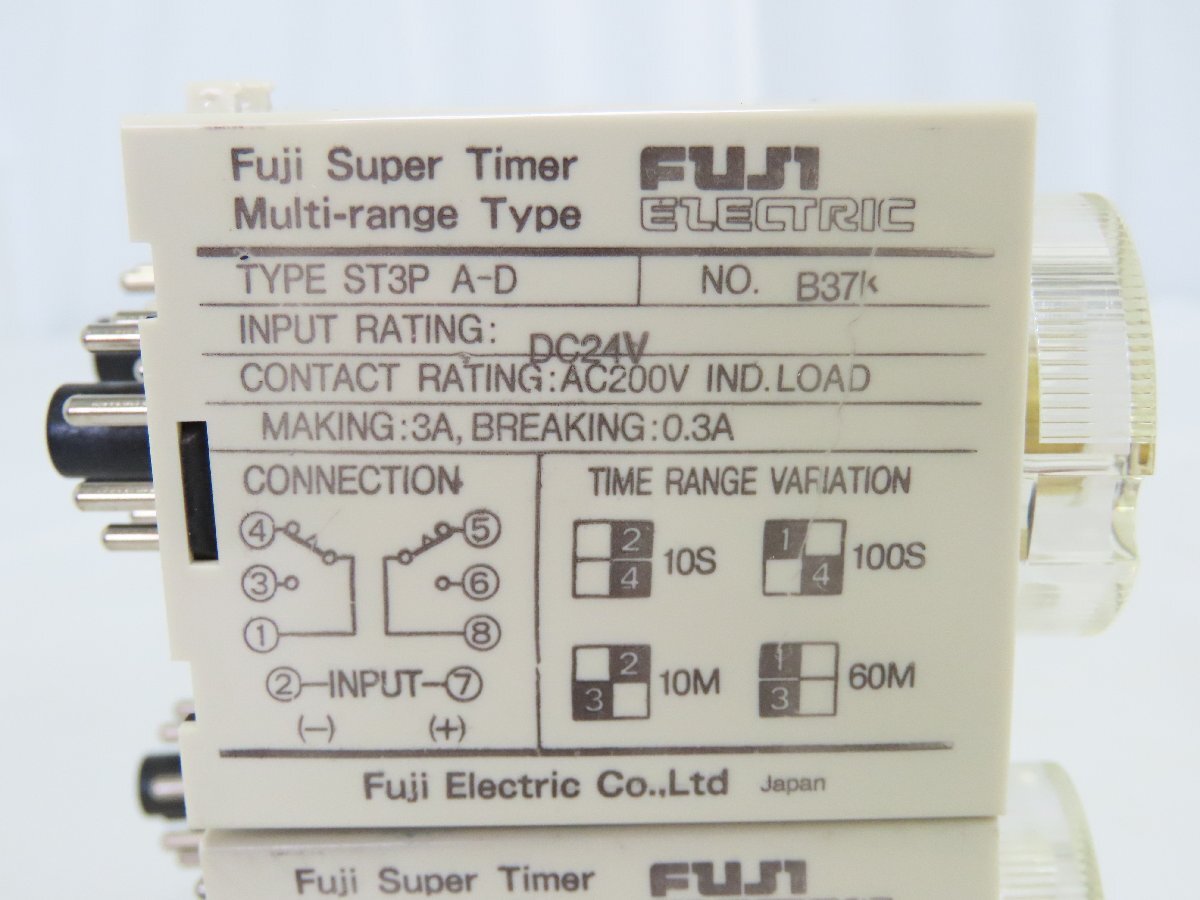 Fuji Super Timer
Multi-range Type
FUJI
ELECTRIC
TYPE ST3P A-D
NO. B37K
INPUT RATING: DC24V
CONTACT RATING:AC200V IND.LOAD
MAKING:3A, BREAKING:0.3A
CONNECTION
④ ⑤
③ ⑥
① ⑧
②-INPUT-⑦
(-) (+)
TIME RANGE VARIATION
2 4 10S
1 4 100S
2 3 10M
1 3 60M
Fuji Electric Co.,Ltd Japan
Fuji Super Timer
FUJI
ELECTRIC